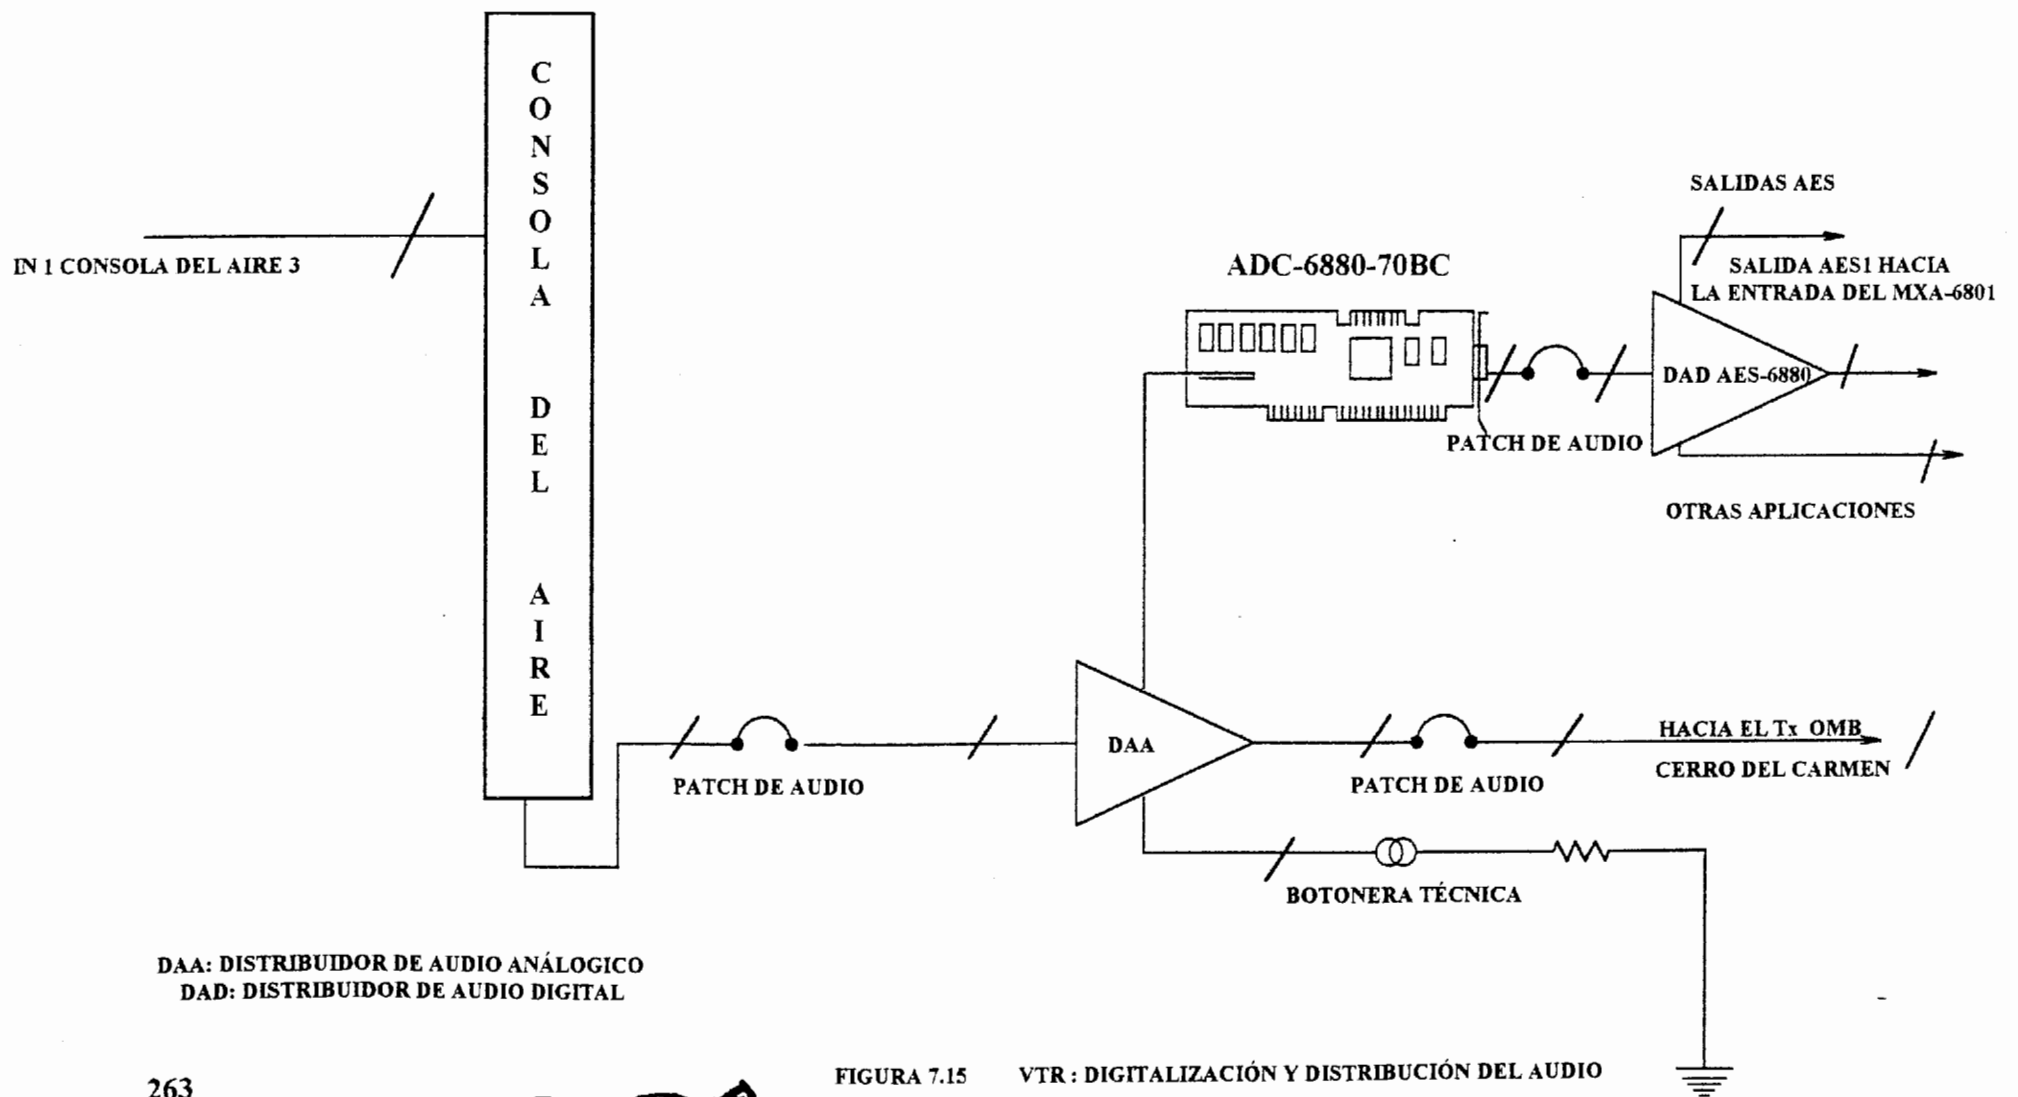 CONSOLA DEL AIRE
IN 1 CONSOLA DEL AIRE 3
SALIDAS AES
ADC-6880-70BC
SALIDA AES1 HACIA
LA ENTRADA DEL MXA-6801
DAD AES-6880
PATCH DE AUDIO
OTRAS APLICACIONES
DAA
HACIA EL Tx OMB
CERRO DEL CARMEN
PATCH DE AUDIO
PATCH DE AUDIO
BOTONERA TÉCNICA
DAA: DISTRIBUIDOR DE AUDIO ANÁLOGICO
DAD: DISTRIBUIDOR DE AUDIO DIGITAL
FIGURA 7.15 VTR : DIGITALIZACIÓN Y DISTRIBUCIÓN DEL AUDIO
263